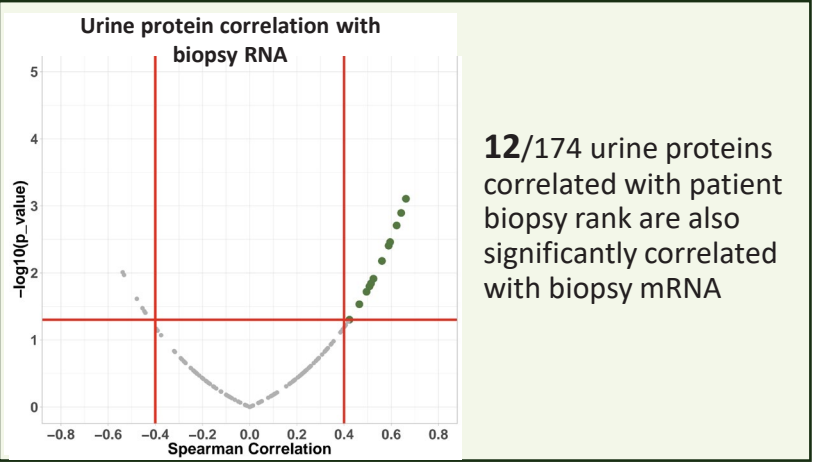 Urine protein correlation with
biopsy RNA
5
4
3
2
1
0
−log10(p_value)
−0.8 −0.6 −0.4 −0.2 0.0 0.2 0.4 0.6 0.8
Spearman Correlation
12/174 urine proteins
correlated with patient
biopsy rank are also
significantly correlated
with biopsy mRNA